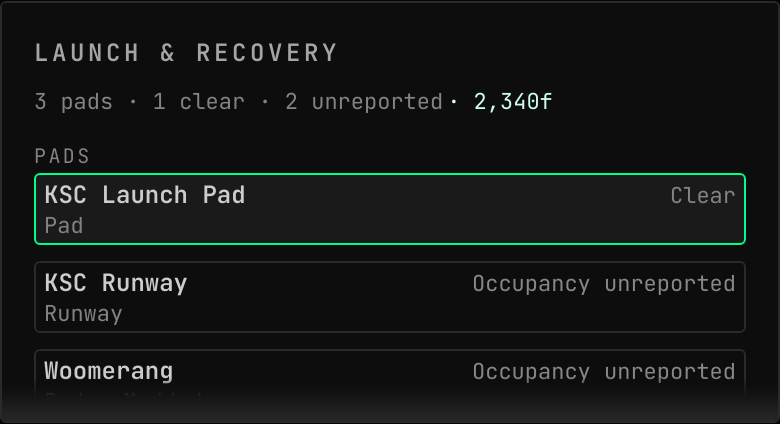 LAUNCH & RECOVERY
3 pads · 1 clear · 2 unreported · 2,340f
PADS
KSC Launch Pad Clear
Pad
KSC Runway Occupancy unreported
Runway
Woomerang Occupancy unreported